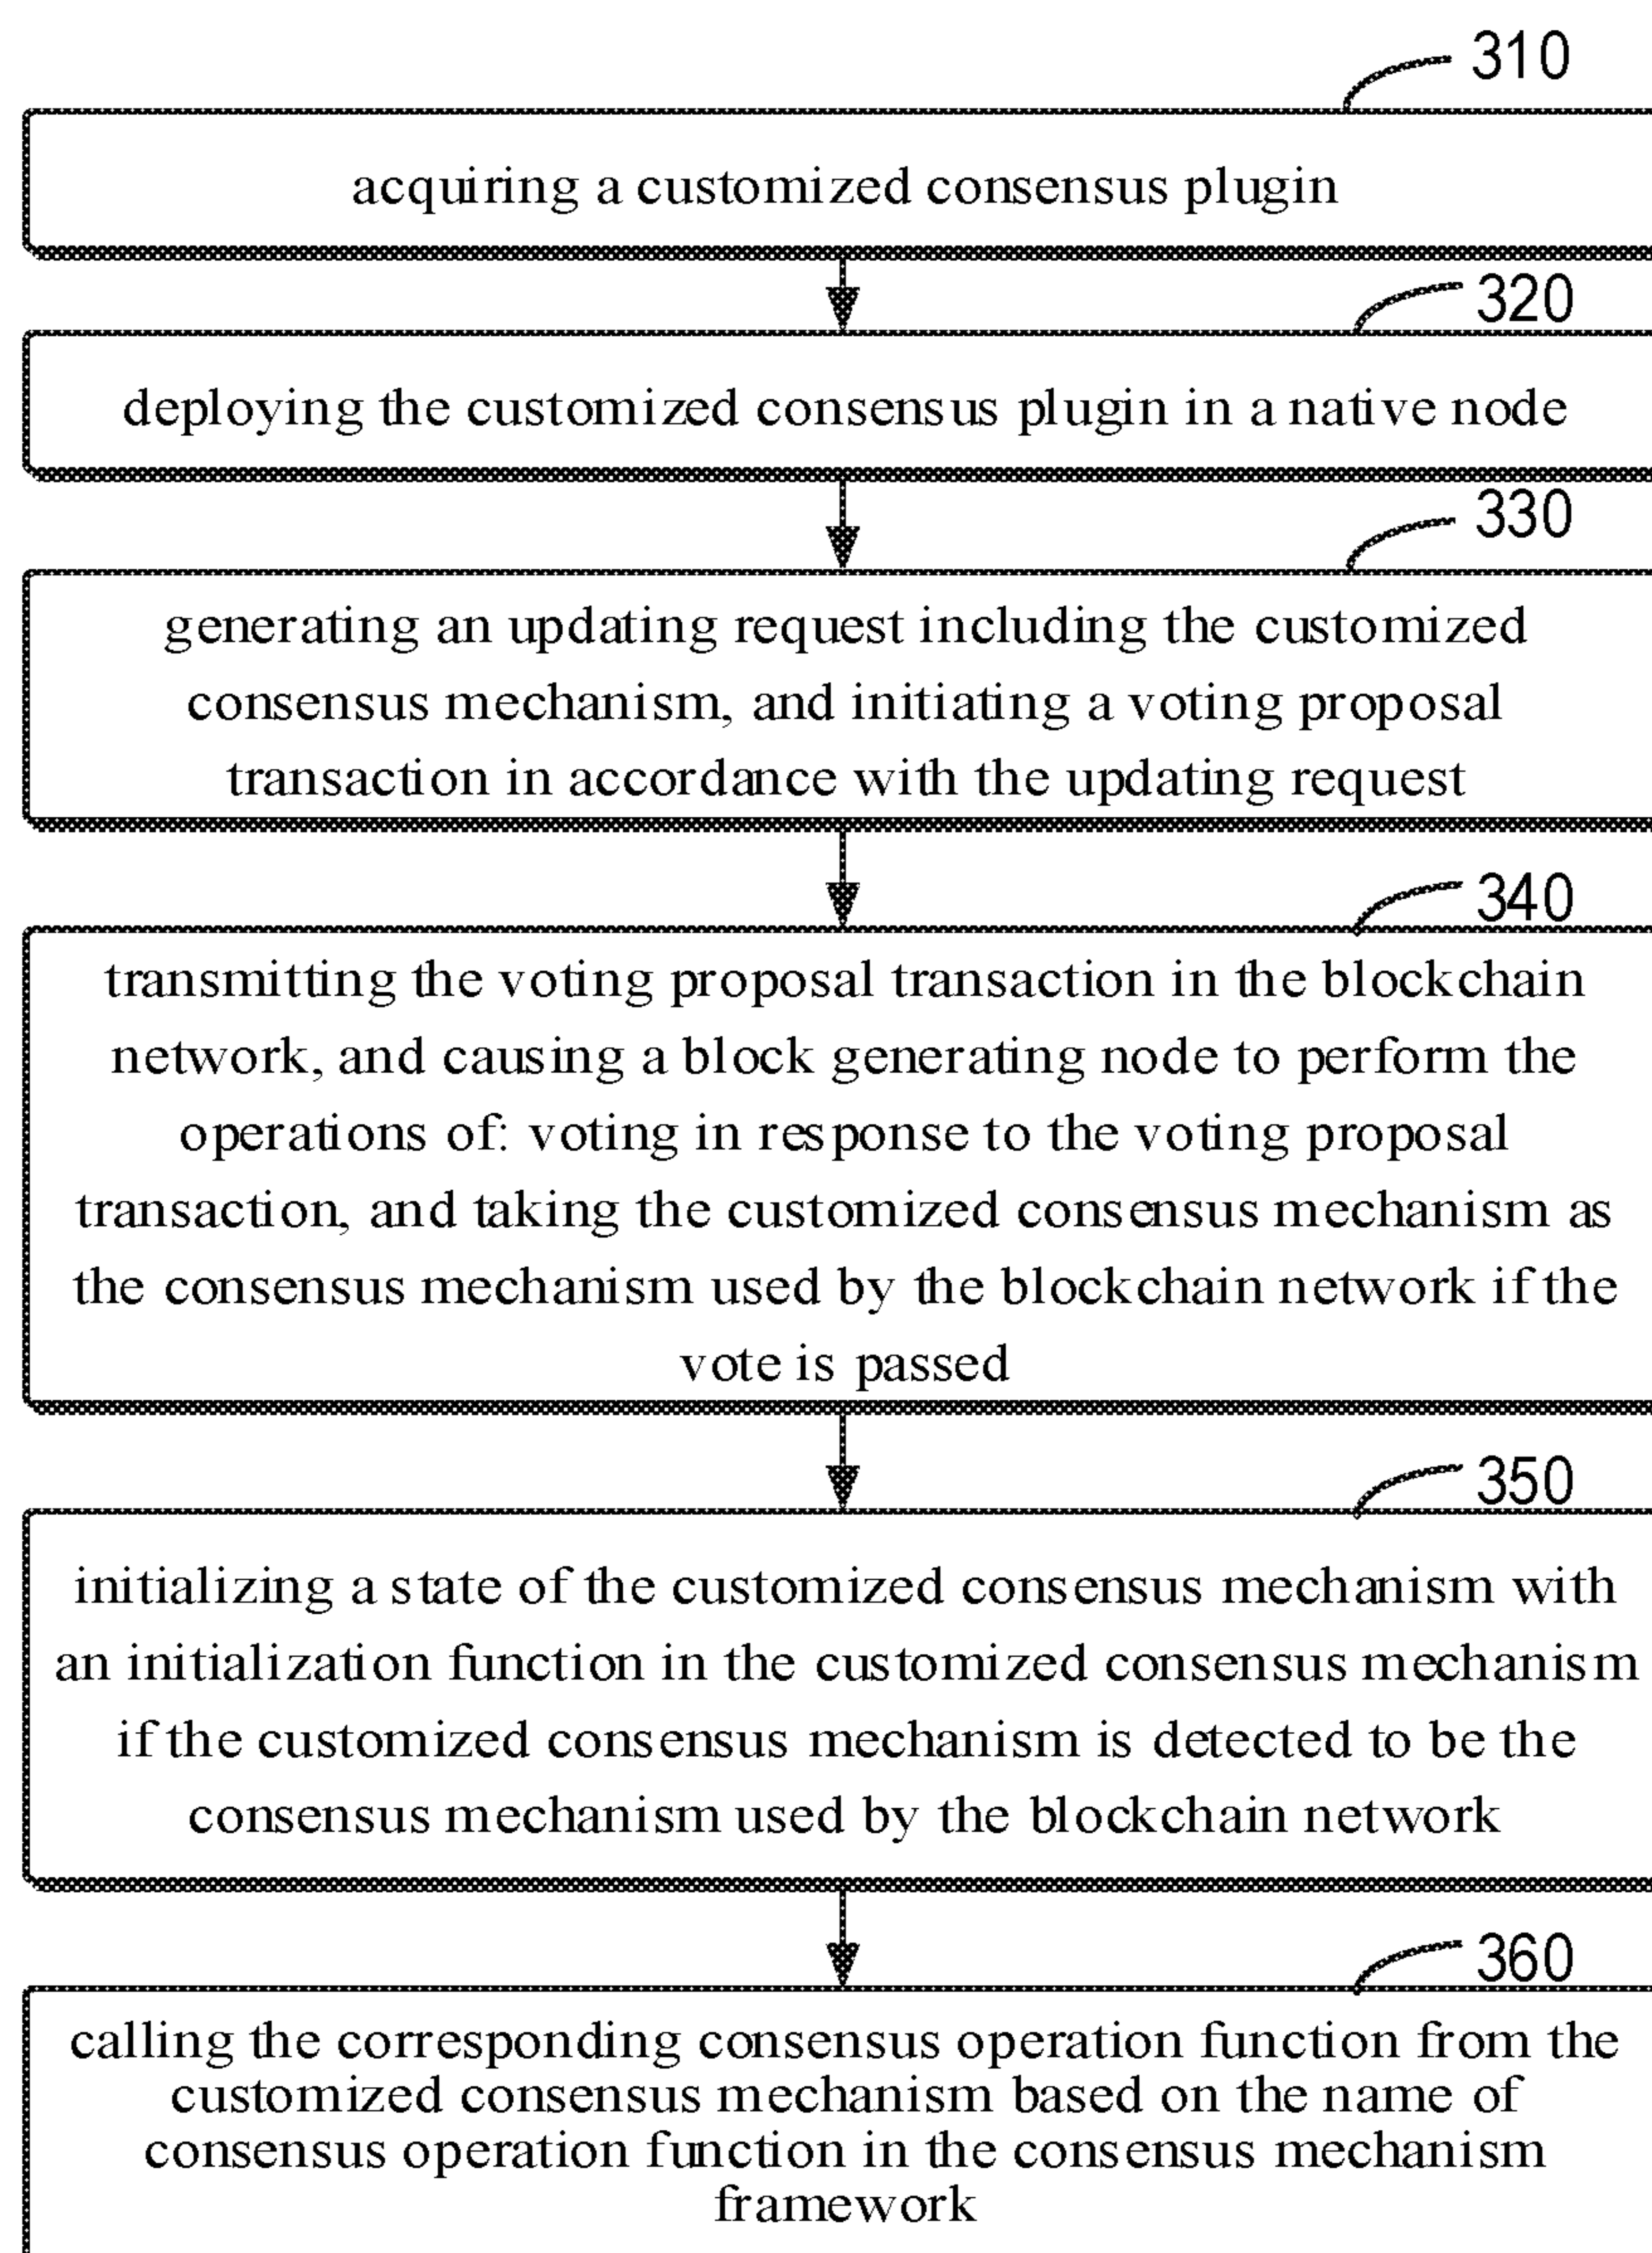 310
acquiring a customized consensus plugin
320
deploying the customized consensus plugin in a native node
330
generating an updating request including the customized
consensus mechanism, and initiating a voting proposal
transaction in accordance with the updating request
340
transmitting the voting proposal transaction in the blockchain
network, and causing a block generating node to perform the
operations of: voting in response to the voting proposal
transaction, and taking the customized consensus mechanism as
the consensus mechanism used by the blockchain network if the
vote is passed
350
initializing a state of the customized consensus mechanism with
an initialization function in the customized consensus mechanism
if the customized consensus mechanism is detected to be the
consensus mechanism used by the blockchain network
360
calling the corresponding consensus operation function from the
customized consensus mechanism based on the name of
consensus operation function in the consensus mechanism
framework